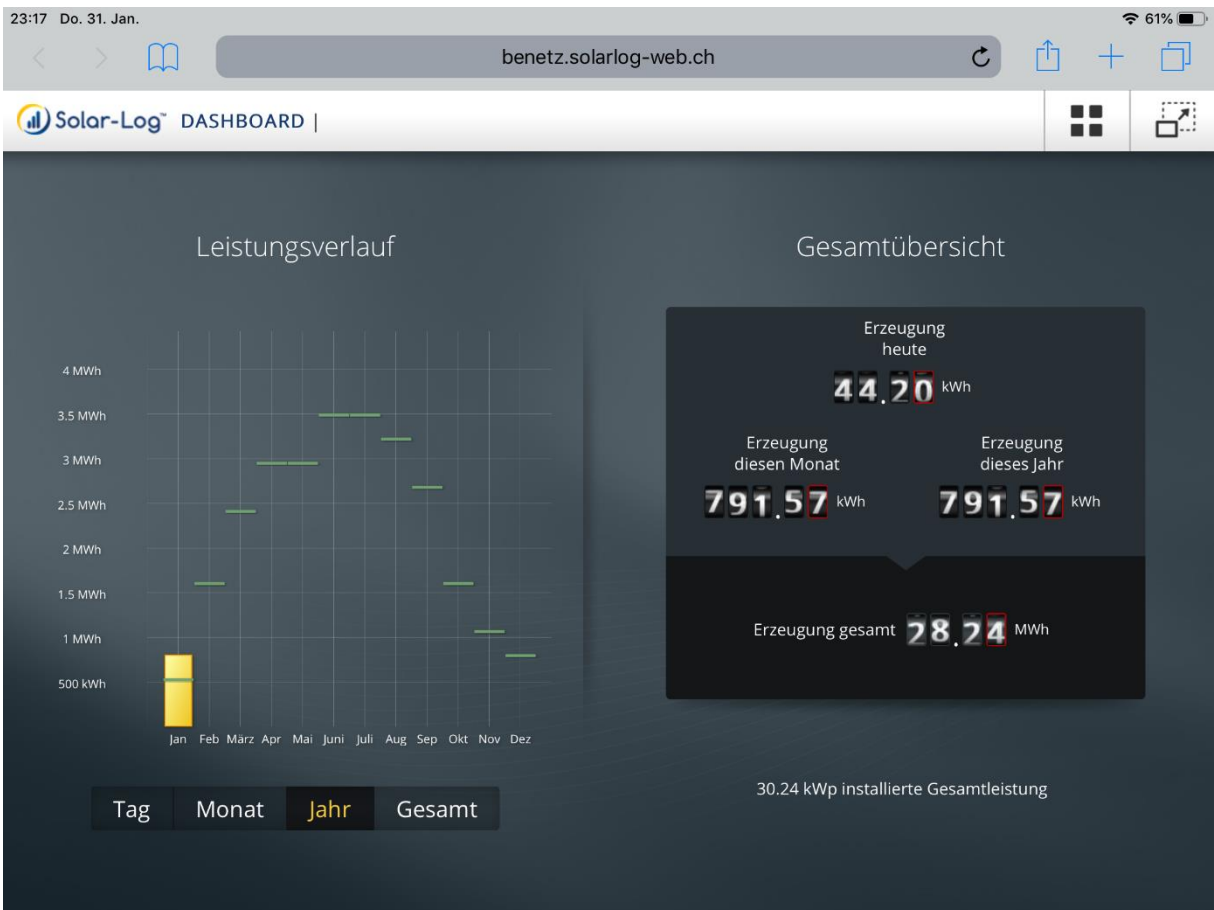 23:17 Do. 31. Jan.
61%
benetz.solarlog-web.ch
Solar-Log™ DASHBOARD |
Leistungsverlauf
4 MWh
3.5 MWh
3 MWh
2.5 MWh
2 MWh
1.5 MWh
1 MWh
500 kWh
Jan Feb März Apr Mai Juni Juli Aug Sep Okt Nov Dez
Tag Monat Jahr Gesamt
Gesamtübersicht
Erzeugung
heute
44.20 kWh
Erzeugung
diesen Monat
791.57 kWh
Erzeugung
dieses Jahr
791.57 kWh
Erzeugung gesamt 28.24 MWh
30.24 kWp installierte Gesamtleistung